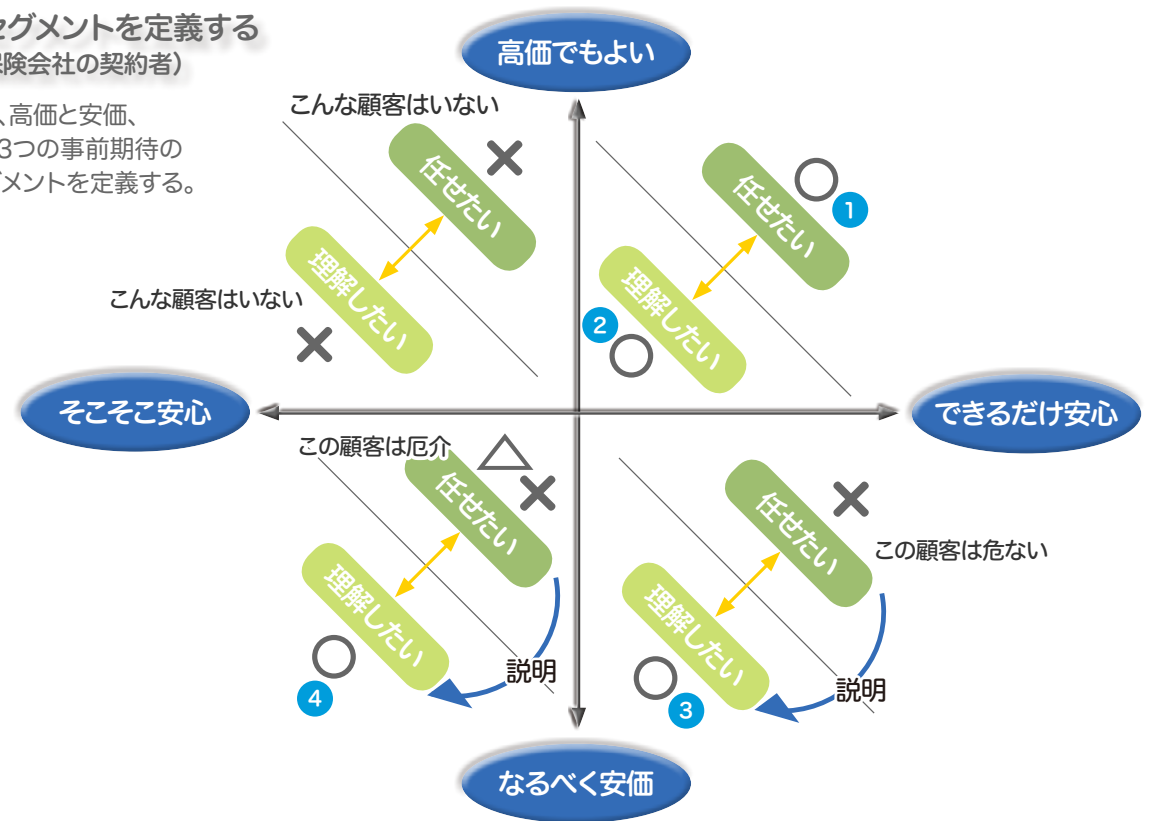 セグメントを定義する
保険会社の契約者）
、高価と安価、
3つの事前期待の
グメントを定義する。
高価でもよい
こんな顧客はいない
任せたい
理解したい
こんな顧客はいない
任せたい
1
理解したい
2
そこそこ安心
できるだけ安心
この顧客は厄介
任せたい
理解したい
説明
4
任せたい
この顧客は危ない
理解したい
説明
3
なるべく安価